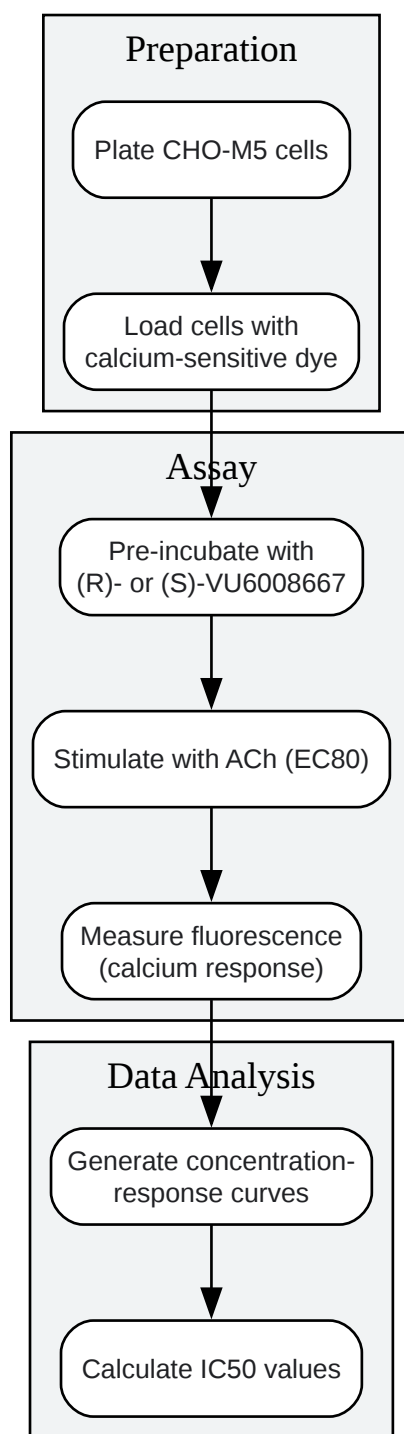 Preparation
Plate CHO-M5 cells
Load cells with
calcium-sensitive dye
Assay
Pre-incubate with
(R)- or (S)-VU6008667
Stimulate with ACh (EC80)
Measure fluorescence
(calcium response)
Data Analysis
Generate concentration-
response curves
Calculate IC50 values